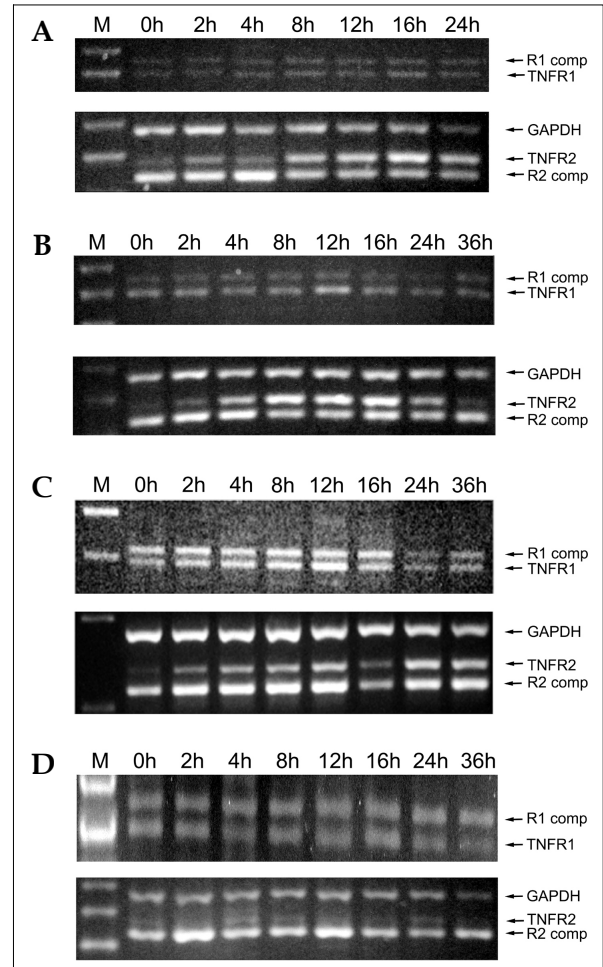 A
M 0h 2h 4h 8h 12h 16h 24h
R1 comp
TNFR1
GAPDH
TNFR2
R2 comp
B
M 0h 2h 4h 8h 12h 16h 24h 36h
R1 comp
TNFR1
GAPDH
TNFR2
R2 comp
C
M 0h 2h 4h 8h 12h 16h 24h 36h
R1 comp
TNFR1
GAPDH
TNFR2
R2 comp
D
M 0h 2h 4h 8h 12h 16h 24h 36h
R1 comp
TNFR1
GAPDH
TNFR2
R2 comp